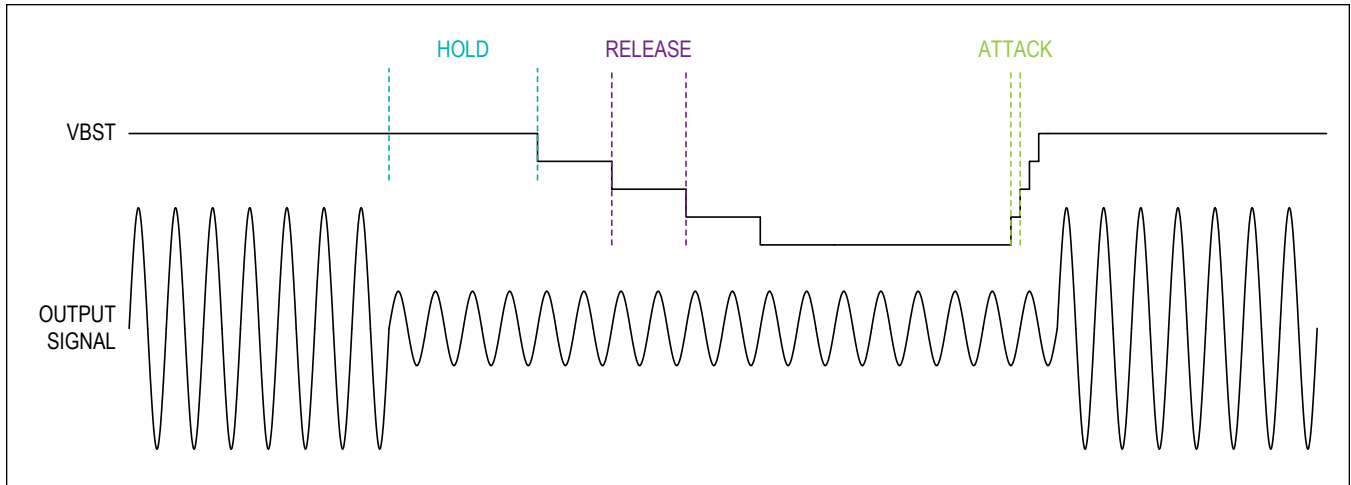 HOLD
RELEASE
ATTACK
VBST
OUTPUT
SIGNAL